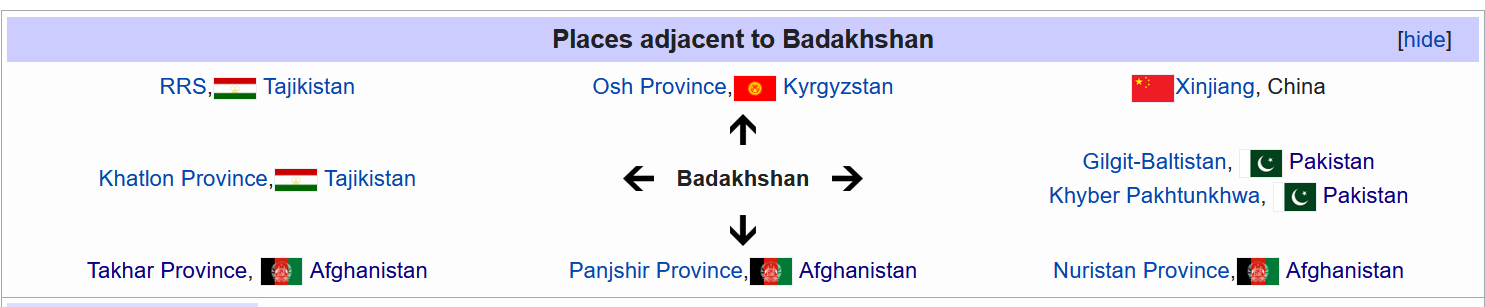 Places adjacent to Badakhshan [hide]
RRS, Tajikistan
Osh Province, Kyrgyzstan
Xinjiang, China
Khatlon Province, Tajikistan
Badakhshan
Gilgit-Baltistan, Pakistan
Khyber Pakhtunkhwa, Pakistan
Takhar Province, Afghanistan
Panjshir Province, Afghanistan
Nuristan Province, Afghanistan